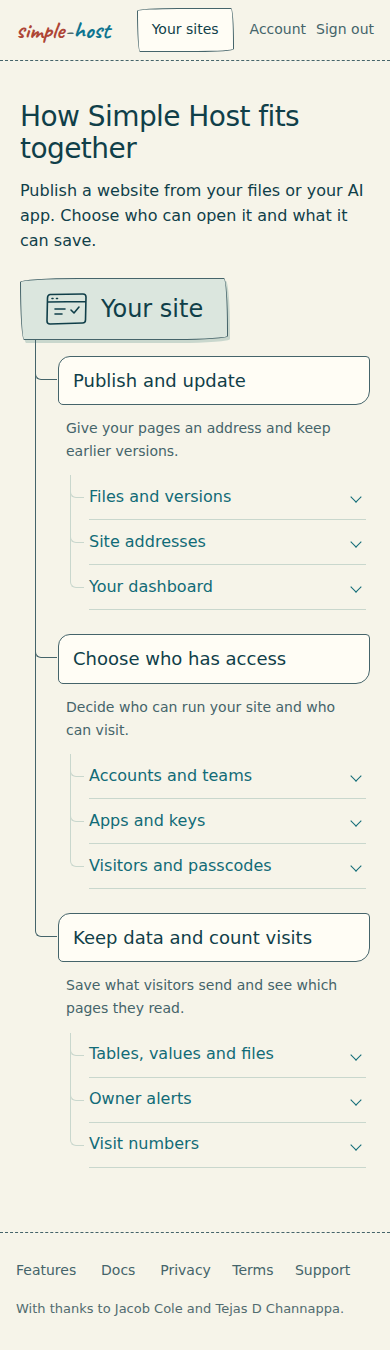 simple-host
Your sites
Account
Sign out
How Simple Host fits
together
Publish a website from your files or your AI
app. Choose who can open it and what it
can save.
Your site
Publish and update
Give your pages an address and keep
earlier versions.
Files and versions
Site addresses
Your dashboard
Choose who has access
Decide who can run your site and who
can visit.
Accounts and teams
Apps and keys
Visitors and passcodes
Keep data and count visits
Save what visitors send and see which
pages they read.
Tables, values and files
Owner alerts
Visit numbers
Features Docs Privacy Terms Support
With thanks to Jacob Cole and Tejas D Channappa.